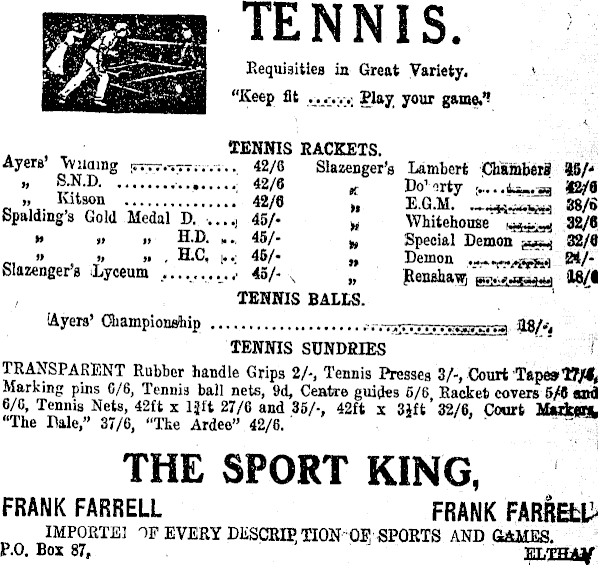 TENNIS.
Requisities in Great Variety.
"Keep fit ...... Play your game."
TENNIS RACKETS.
Ayers' Wilding .............. 42/6 Slazenger's Lambert Chambers 45/-
„ S.N.D. .............. 42/6 „ Doherty ........ 42/6
„ Kitson .............. 42/6 „ E.G.M. ........ 38/6
Spalding's Gold Medal D. .... 45/- „ Whitehouse ...... 32/6
„ „ „ H.D. .. 45/- „ Special Demon .... 32/6
„ „ „ H.C. .. 45/- „ Demon ........ 24/-
Slazenger's Lyceum .......... 45/- „ Renshaw ........ 18/6
TENNIS BALLS.
Ayers' Championship .............................. 18/-
TENNIS SUNDRIES
TRANSPARENT Rubber handle Grips 2/-, Tennis Presses 3/-, Court Tapes 17/6,
Marking pins 6/6, Tennis ball nets, 9d, Centre guides 5/6, Racket covers 5/6 and
6/6, Tennis Nets, 42ft x 1¾ft 27/6 and 35/-, 42ft x 3½ft 32/6, Court Markers,
"The Dale," 37/6, "The Ardee" 42/6.
THE SPORT KING,
FRANK FARRELL FRANK FARRELL
IMPORTER OF EVERY DESCRIPTION OF SPORTS AND GAMES.
P.O. Box 87, ELTHAM